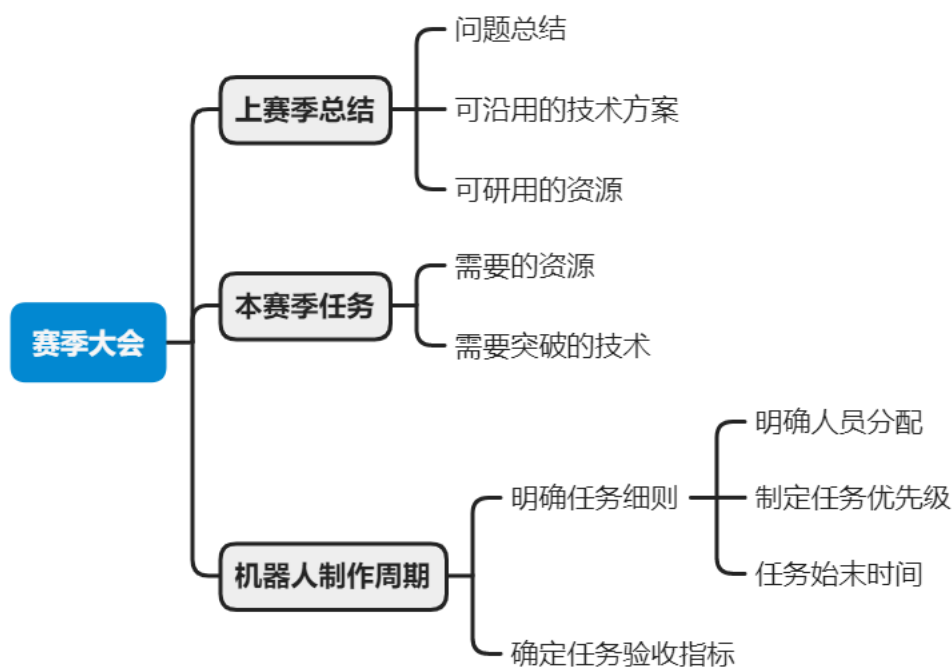 赛季大会
上赛季总结
问题总结
可沿用的技术方案
可研用的资源
本赛季任务
需要的资源
需要突破的技术
机器人制作周期
明确任务细则
明确人员分配
制定任务优先级
任务始末时间
确定任务验收指标